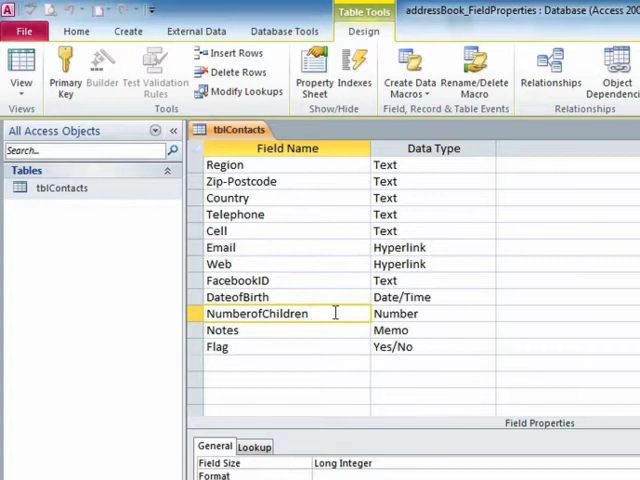 Table Tools
addressBook_FieldProperties : Database (Access 200
File
Home
Create
External Data
Database Tools
Design
View
Primary
Key
Builder
Test Validation
Rules
Insert Rows
Delete Rows
Modify Lookups
Property
Sheet
Indexes
Create Data
Macros
Rename/Delete
Macro
Relationships
Object
Dependenci
Views
Tools
Show/Hide
Field, Record & Table Events
Relationships
All Access Objects
Search...
Tables
tblContacts
tblContacts
Field Name Data Type
Region Text
Zip-Postcode Text
Country Text
Telephone Text
Cell Text
Email Hyperlink
Web Hyperlink
FacebookID Text
DateofBirth Date/Time
NumberofChildren Number
Notes Memo
Flag Yes/No
Field Properties
General Lookup
Field Size Long Integer
Format